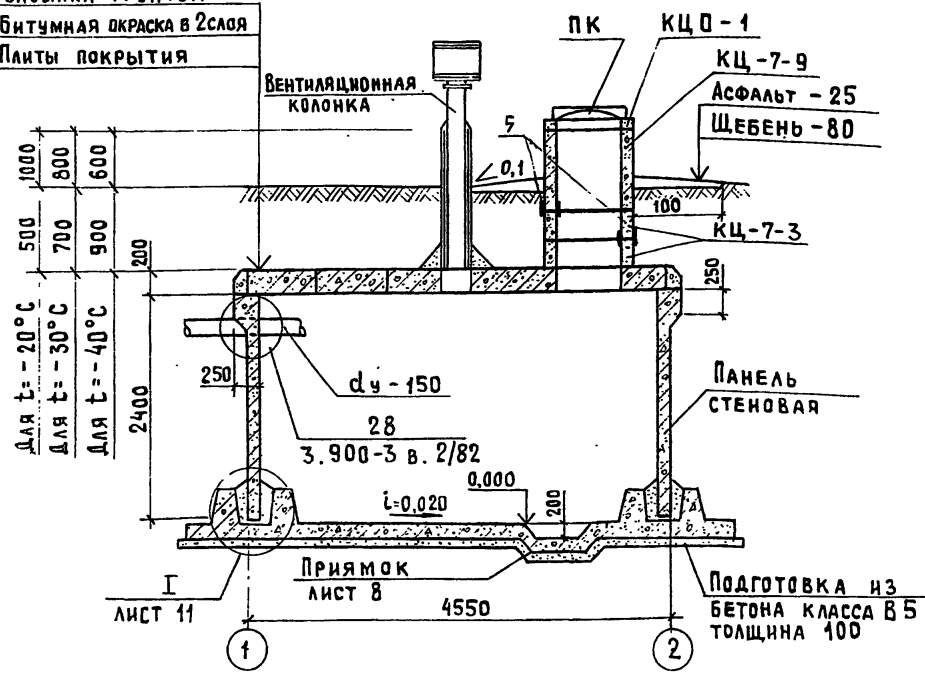 БИТУМНАЯ ОКРАСКА В 2 СЛОЯ
ПЛИТЫ ПОКРЫТИЯ
ВЕНТИЛЯЦИОННАЯ
КОЛОНКА
ПК
КЦО-1
КЦ-7-9
АСФАЛЬТ - 25
ЩЕБЕНЬ - 80
5
0,1
100
КЦ-7-3
1000
800
600
500
700
900
200
250
ДЛЯ t=-20°C
ДЛЯ t=-30°C
ДЛЯ t=-40°C
2400
250
dу-150
28
3.900-3 в. 2/82
ПАНЕЛЬ
СТЕНОВАЯ
0,000
i=0,020
200
ПРИЯМОК
ЛИСТ 8
I
ЛИСТ 11
4550
ПОДГОТОВКА ИЗ
БЕТОНА КЛАССА В5
ТОЛЩИНА 100
1
2